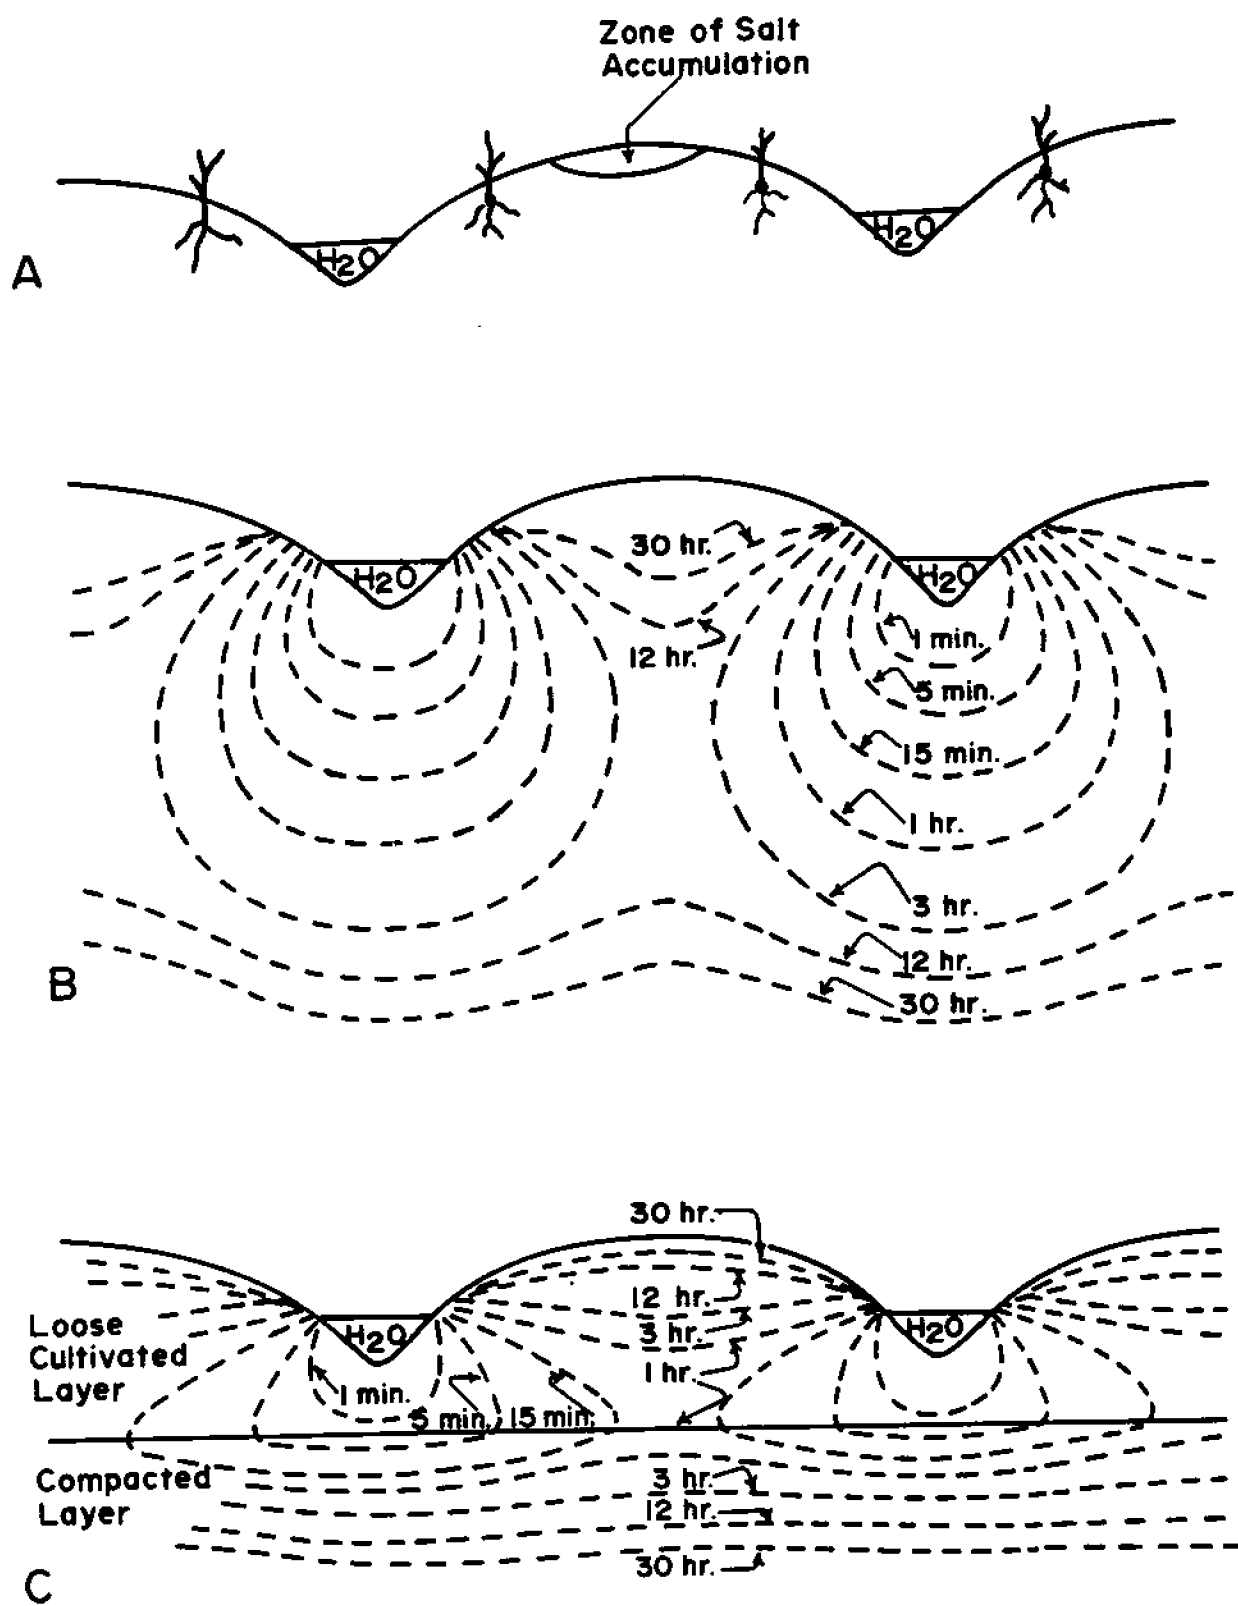 Zone of Salt
Accumulation
H2O
H2O
A
30 hr.
H2O
H2O
1 min.
12 hr.
5 min.
15 min.
1 hr.
3 hr.
12 hr.
B
30 hr.
30 hr.
12 hr.
Loose
Cultivated
Layer
H2O
H2O
3 hr.
1 hr.
1 min.
5 min.
15 min.
Compacted
Layer
3 hr.
12 hr.
30 hr.
C